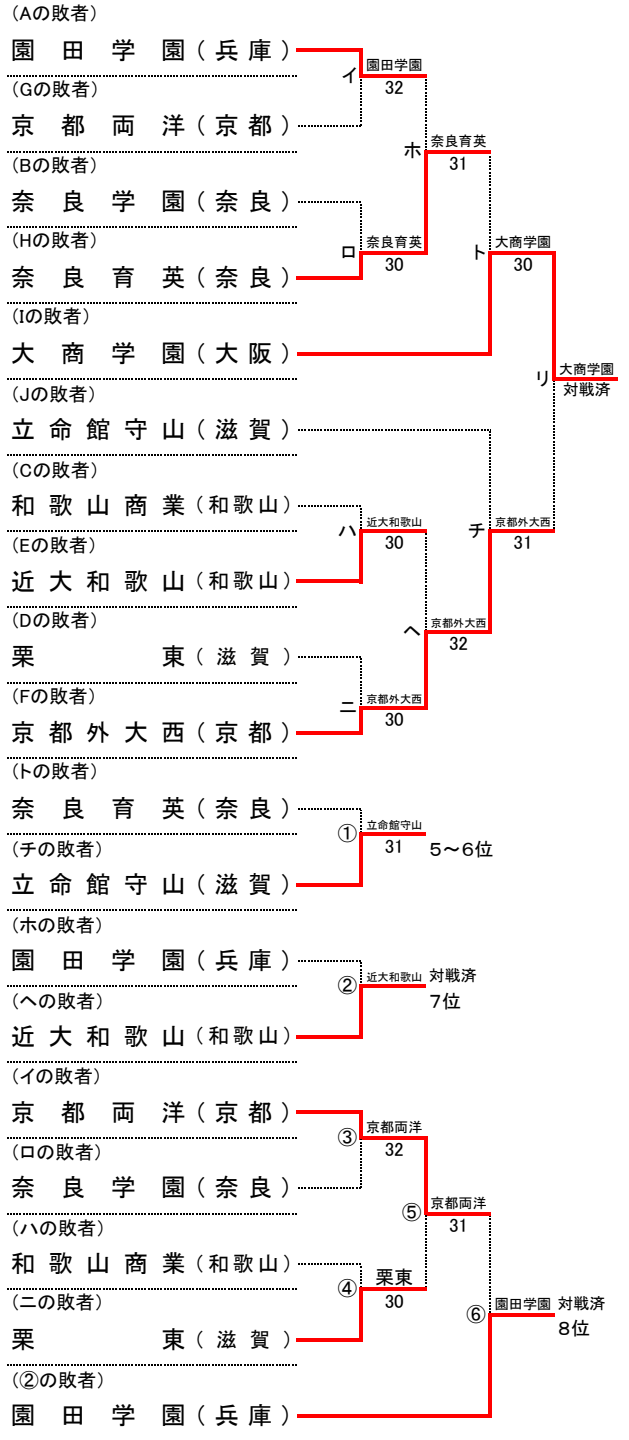 (Aの敗者)
園田学園(兵庫)
イ
園田学園
32
(Gの敗者)
京都両洋(京都)
ホ
奈良育英
31
(Bの敗者)
奈良学園(奈良)
(Hの敗者)
ロ
奈良育英
30
ト
大商学園
30
奈良育英(奈良)
(Iの敗者)
大商学園(大阪)
リ
大商学園
対戦済
(Jの敗者)
立命館守山(滋賀)
(Cの敗者)
和歌山商業(和歌山)
ハ
近大和歌山
30
チ
京都外大西
31
(Eの敗者)
近大和歌山(和歌山)
(Dの敗者)
ヘ
京都外大西
32
栗東(滋賀)
(Fの敗者)
ニ
京都外大西
30
京都外大西(京都)
(トの敗者)
奈良育英(奈良)
①
立命館守山
31
5～6位
(チの敗者)
立命館守山(滋賀)
(ホの敗者)
園田学園(兵庫)
②
近大和歌山
対戦済
7位
(ヘの敗者)
近大和歌山(和歌山)
(イの敗者)
京都両洋(京都)
③
京都両洋
32
(ロの敗者)
奈良学園(奈良)
⑤
京都両洋
31
(ハの敗者)
和歌山商業(和歌山)
④
栗東
30
(ニの敗者)
⑥
園田学園
対戦済
8位
栗東(滋賀)
(②の敗者)
園田学園(兵庫)